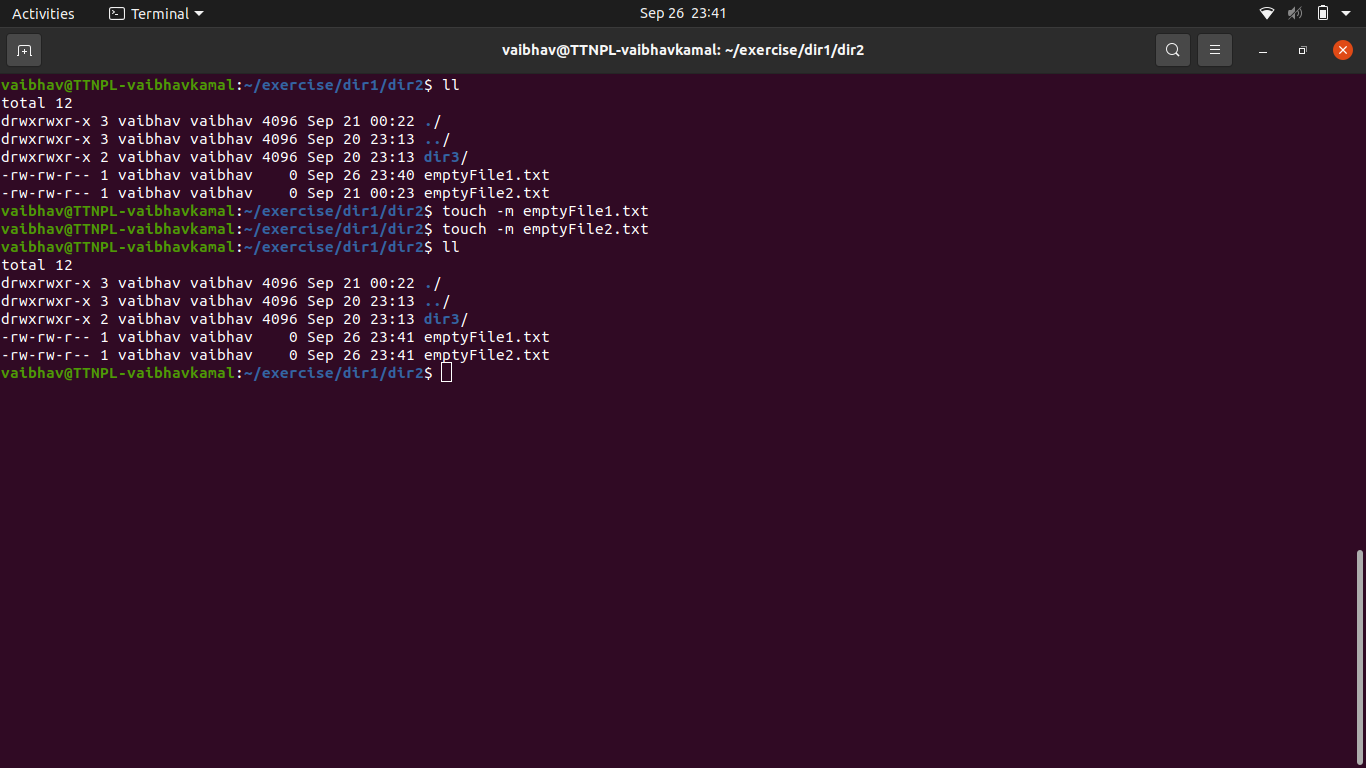 Activities Terminal Sep 26 23:41
vaibhav@TTNPL-vaibhavkamal: ~/exercise/dir1/dir2
vaibhav@TTNPL-vaibhavkamal:~/exercise/dir1/dir2$ ll
total 12
drwxrwxr-x 3 vaibhav vaibhav 4096 Sep 21 00:22 ./
drwxrwxr-x 3 vaibhav vaibhav 4096 Sep 20 23:13 ../
drwxrwxr-x 2 vaibhav vaibhav 4096 Sep 20 23:13 dir3/
-rw-rw-r-- 1 vaibhav vaibhav    0 Sep 26 23:40 emptyFile1.txt
-rw-rw-r-- 1 vaibhav vaibhav    0 Sep 21 00:23 emptyFile2.txt
vaibhav@TTNPL-vaibhavkamal:~/exercise/dir1/dir2$ touch -m emptyFile1.txt
vaibhav@TTNPL-vaibhavkamal:~/exercise/dir1/dir2$ touch -m emptyFile2.txt
vaibhav@TTNPL-vaibhavkamal:~/exercise/dir1/dir2$ ll
total 12
drwxrwxr-x 3 vaibhav vaibhav 4096 Sep 21 00:22 ./
drwxrwxr-x 3 vaibhav vaibhav 4096 Sep 20 23:13 ../
drwxrwxr-x 2 vaibhav vaibhav 4096 Sep 20 23:13 dir3/
-rw-rw-r-- 1 vaibhav vaibhav    0 Sep 26 23:41 emptyFile1.txt
-rw-rw-r-- 1 vaibhav vaibhav    0 Sep 26 23:41 emptyFile2.txt
vaibhav@TTNPL-vaibhavkamal:~/exercise/dir1/dir2$